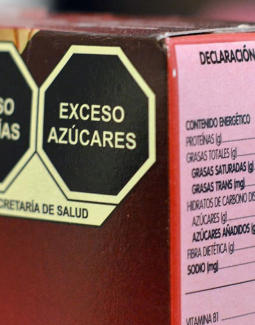 SO
ÍAS
EXCESO
AZÚCARES
CRETARÍA DE SALUD
DECLARACIÓN
CONTENIDO ENERGÉTICO
PROTEÍNAS (g)
GRASAS TOTALES (g)
GRASAS SATURADAS (g)
GRASAS TRANS (mg)
HIDRATOS DE CARBONO DIS
AZÚCARES (g)
AZÚCARES AÑADIDOS (g)
FIBRA DIETÉTICA (g)
SODIO (mg)
VITAMINA B1